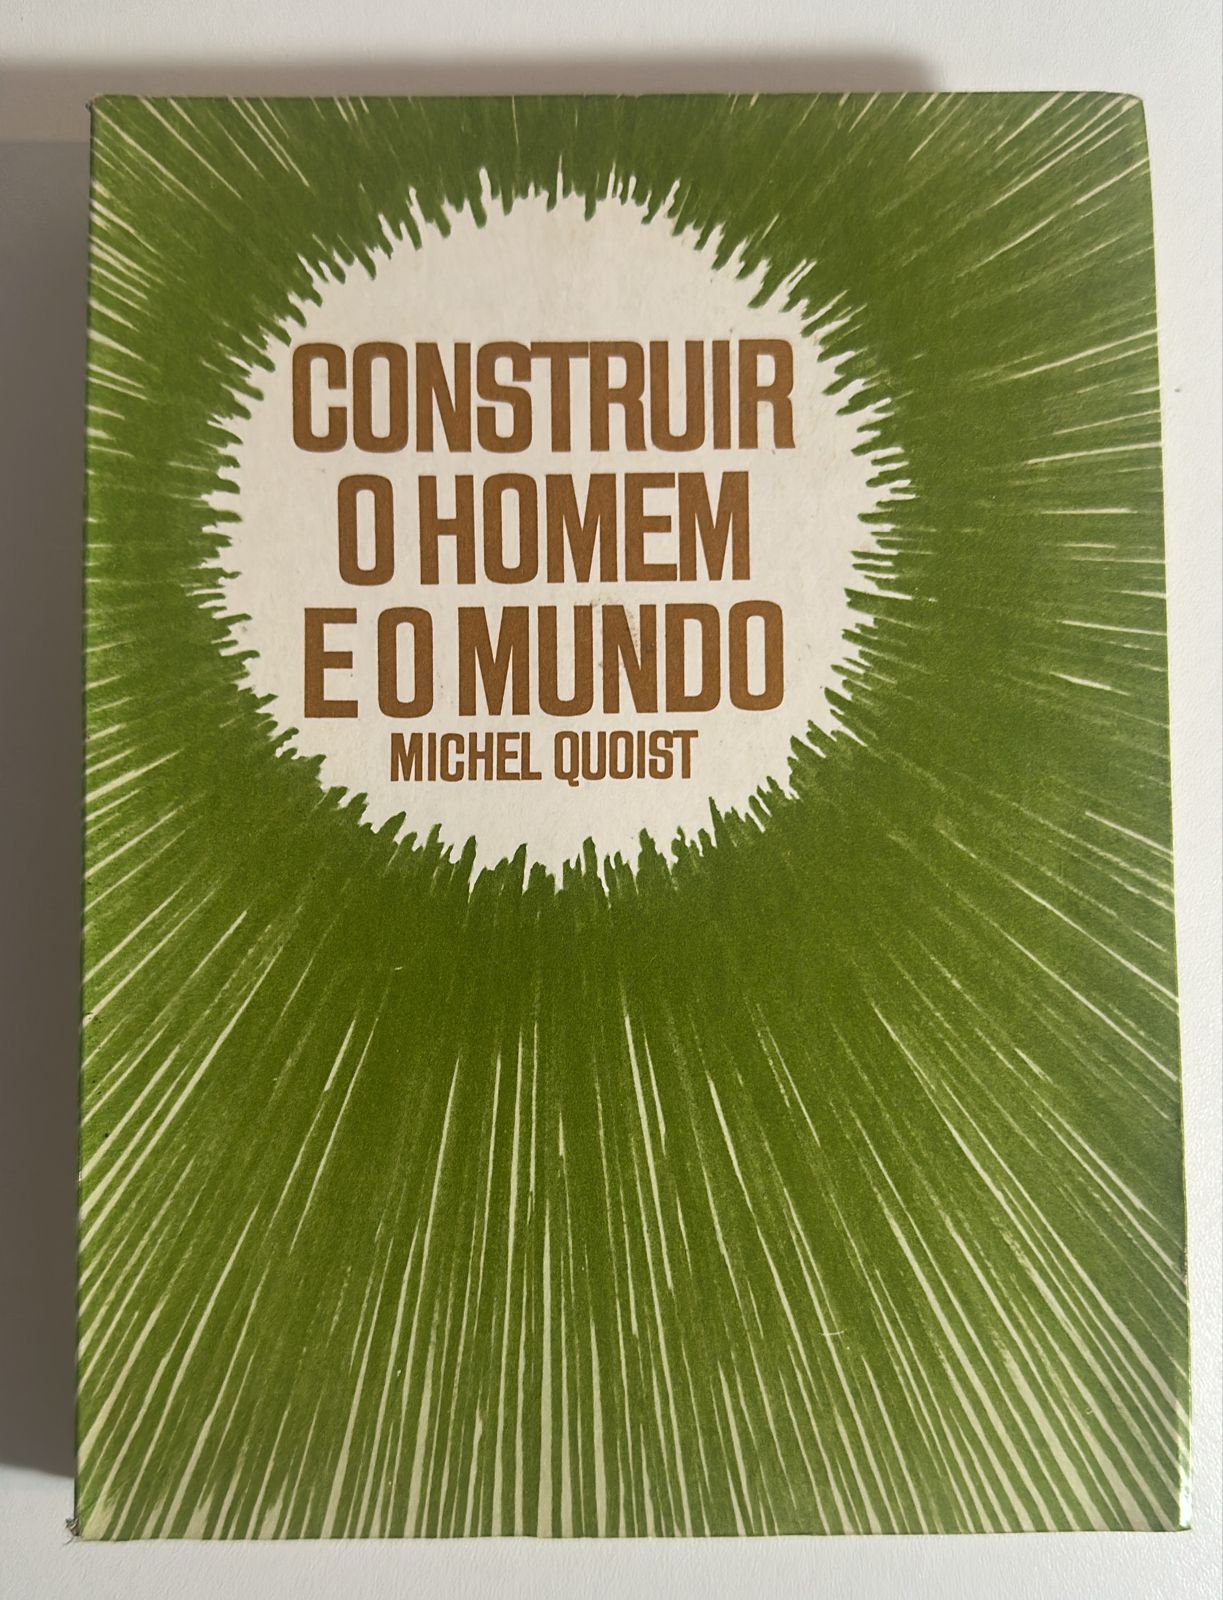 CONSTRUIR
O HOMEM
E O MUNDO
MICHEL QUOIST